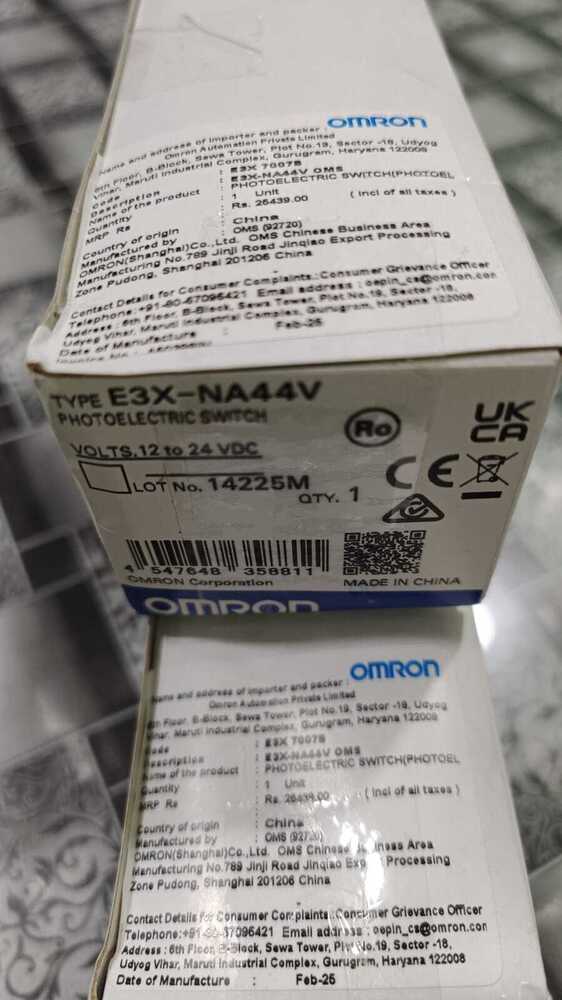 OMRON
Name and address of importer and packer :
Omron Automation Private Limited
6th Floor, B-Block, Sewa Tower, Plot No.19, Sector -18, Udyog
Vihar, Maruti Industrial Complex, Gurugram, Haryana 122008
Code : E3X 7007B
Description : E3X-NA44V OMS
Name of the product : PHOTOELECTRIC SWITCH(PHOTOEL
Quantity : 1 Unit
MRP Rs : Rs. 26439.00 ( incl of all taxes )
Country of origin : China
Manufactured by : OMS (92720)
OMRON(Shanghai)Co.,Ltd. OMS Chinese Business Area
Manufacturing No.789 Jinji Road Jinqiao Export Processing
Zone Pudong, Shanghai 201206 China
Contact Details for Consumer Complaints:Consumer Grievance Officer
Telephone:+91-80-67096421 Email address : oepin_cs@omron.con
Address : 6th Floor, B-Block, Sewa Tower, Plot No.19, Sector -18,
Udyog Vihar, Maruti Industrial Complex, Gurugram, Haryana 122008
Date of Manufacture : Feb-25
TYPE E3X-NA44V
PHOTOELECTRIC SWITCH
VOLTS,12 to 24 VDC
LOT No. 14225M
QTY. 1
Ro
UK
CA
CE
4 547648 358811
OMRON Corporation
MADE IN CHINA
OMRON
OMRON
Name and address of importer and packer :
Omron Automation Private Limited
6th Floor, B-Block, Sewa Tower, Plot No.19, Sector -18, Udyog
Vihar, Maruti Industrial Complex, Gurugram, Haryana 122008
Code : E3X 7007B
Description : E3X-NA44V OMS
Name of the product : PHOTOELECTRIC SWITCH(PHOTOEL
Quantity : 1 Unit
MRP Rs : Rs. 26439.00 ( incl of all taxes )
Country of origin : China
Manufactured by : OMS (92720)
OMRON(Shanghai)Co.,Ltd. OMS Chinese Business Area
Manufacturing No.789 Jinji Road Jinqiao Export Processing
Zone Pudong, Shanghai 201206 China
Contact Details for Consumer Complaints:Consumer Grievance Officer
Telephone:+91-80-67096421 Email address : oepin_cs@omron.con
Address : 6th Floor, B-Block, Sewa Tower, Plot No.19, Sector -18,
Udyog Vihar, Maruti Industrial Complex, Gurugram, Haryana 122008
Date of Manufacture : Feb-25